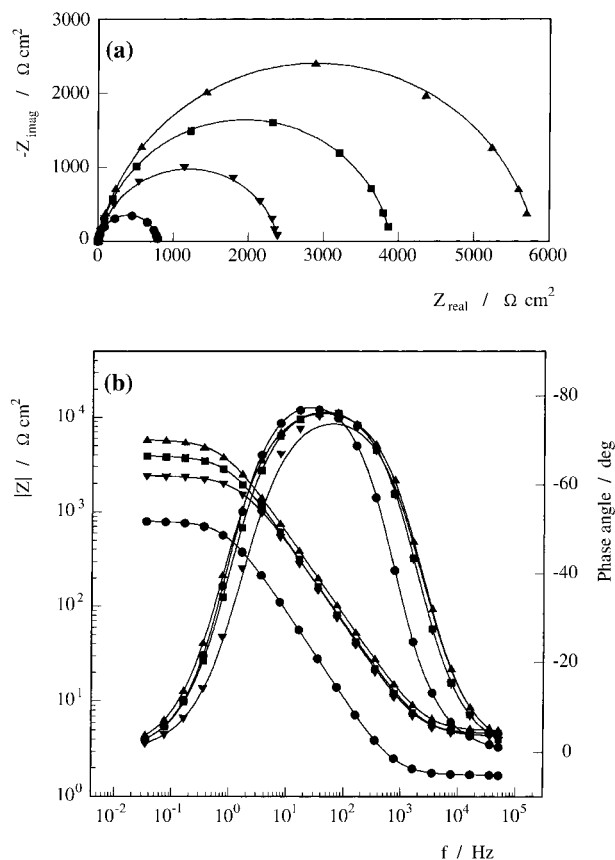 (a)
3000
2000
1000
0
-Z imag / Ω cm²
0 1000 2000 3000 4000 5000 6000
Z real / Ω cm²
(b)
10⁴
10³
10²
10¹
10⁰
|Z| / Ω cm²
-80
-60
-40
-20
0
Phase angle / deg
10⁻² 10⁻¹ 10⁰ 10¹ 10² 10³ 10⁴ 10⁵
f / Hz